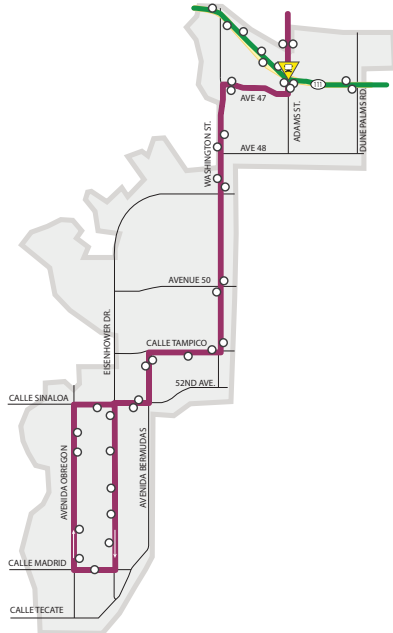 111
AVE 47
ADAMS ST.
DUNE PALMS RD
WASHINGTON ST.
AVE 48
AVENUE 50
EISENHOWER DR.
CALLE TAMPICO
52ND AVE.
CALLE SINALOA
AVENIDA OBREGON
AVENIDA BERMUDAS
CALLE MADRID
CALLE TECATE